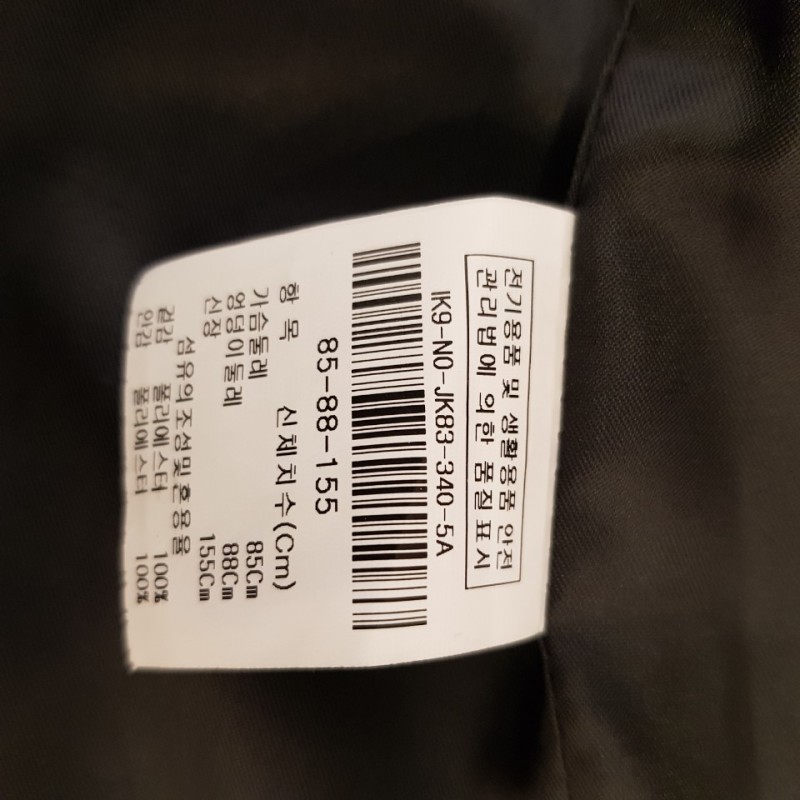 전기용품 및 생활용품 안전
관리법에 의한 품질표시
IK9-N0-JK83-340-5A
85-88-155
항 목 신체치수(Cm)
가슴둘레 85Cm
엉덩이둘레 88Cm
신장 155Cm
섬유의조성및혼용율
겉감 폴리에스터 100%
안감 폴리에스터 100%